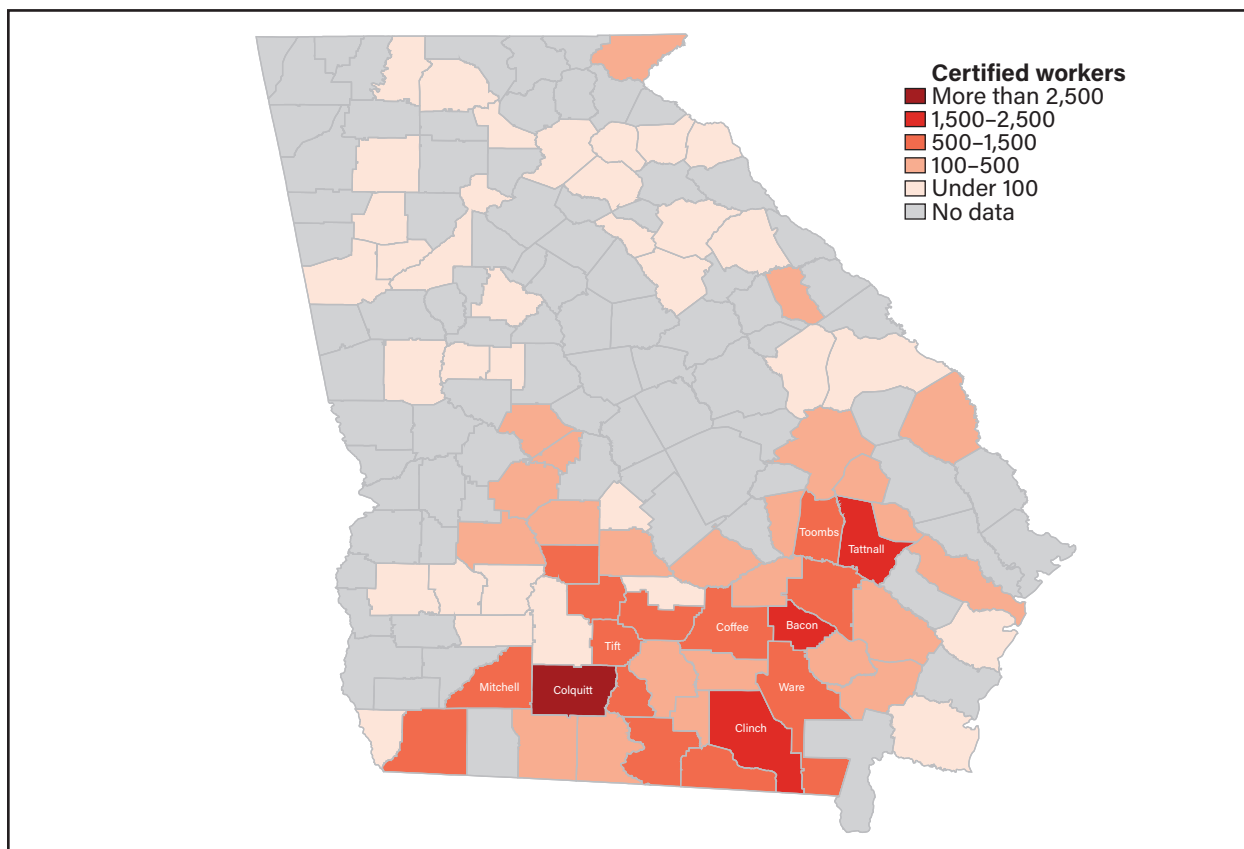 Certified workers
More than 2,500
1,500–2,500
500–1,500
100–500
Under 100
No data
Toombs
Tattnall
Coffee
Bacon
Tift
Mitchell
Colquitt
Ware
Clinch